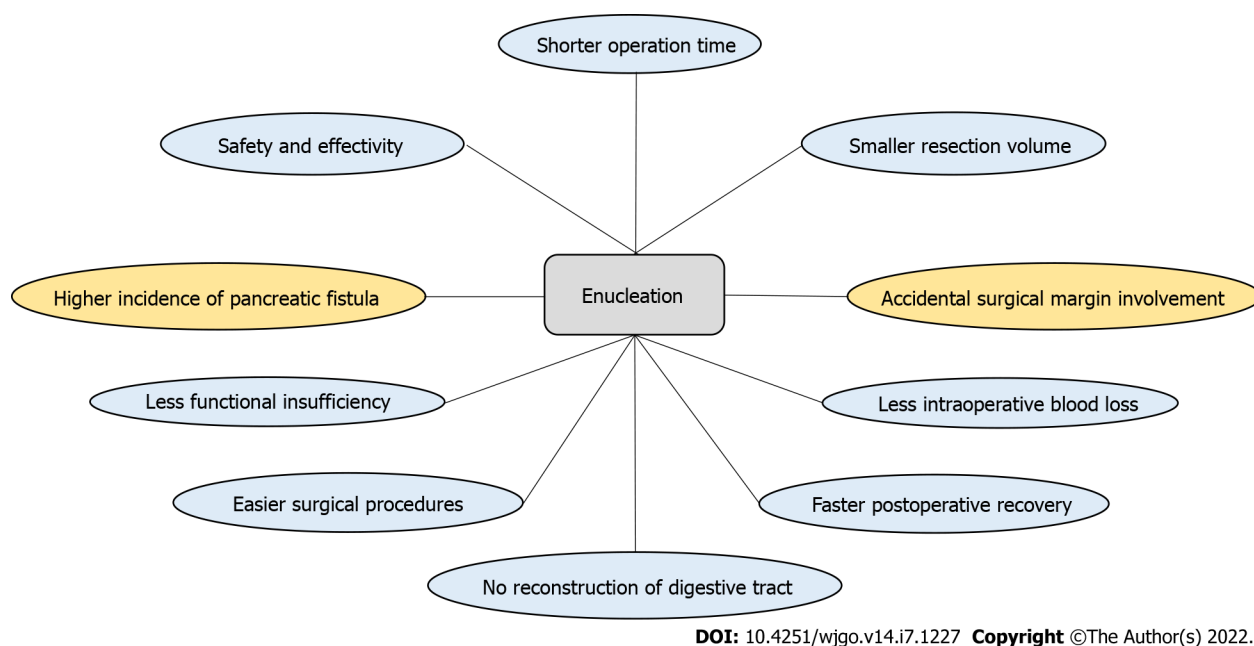 Shorter operation time
Safety and effectivity
Smaller resection volume
Higher incidence of pancreatic fistula
Enucleation
Accidental surgical margin involvement
Less functional insufficiency
Less intraoperative blood loss
Easier surgical procedures
Faster postoperative recovery
No reconstruction of digestive tract
DOI: 10.4251/wjgo.v14.i7.1227 Copyright ©The Author(s) 2022.